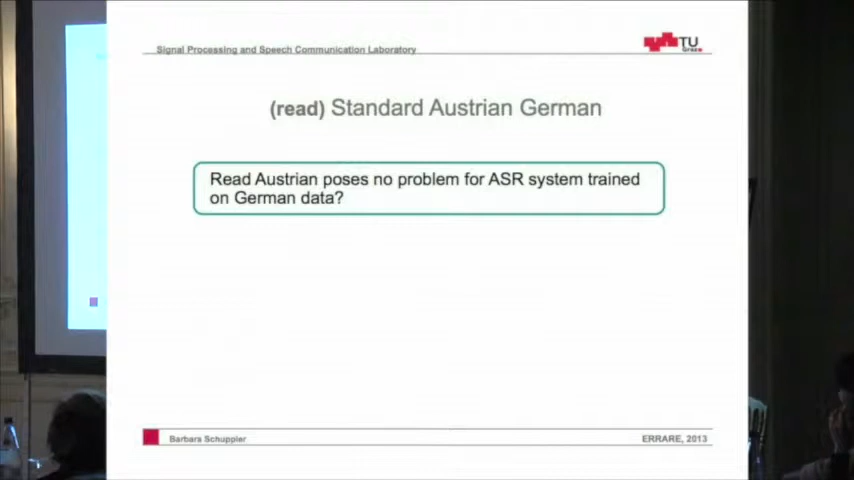 Signal Processing and Speech Communication Laboratory
TU
Graz
(read) Standard Austrian German
Read Austrian poses no problem for ASR system trained
on German data?
Barbara Schuppler
ERRARE, 2013